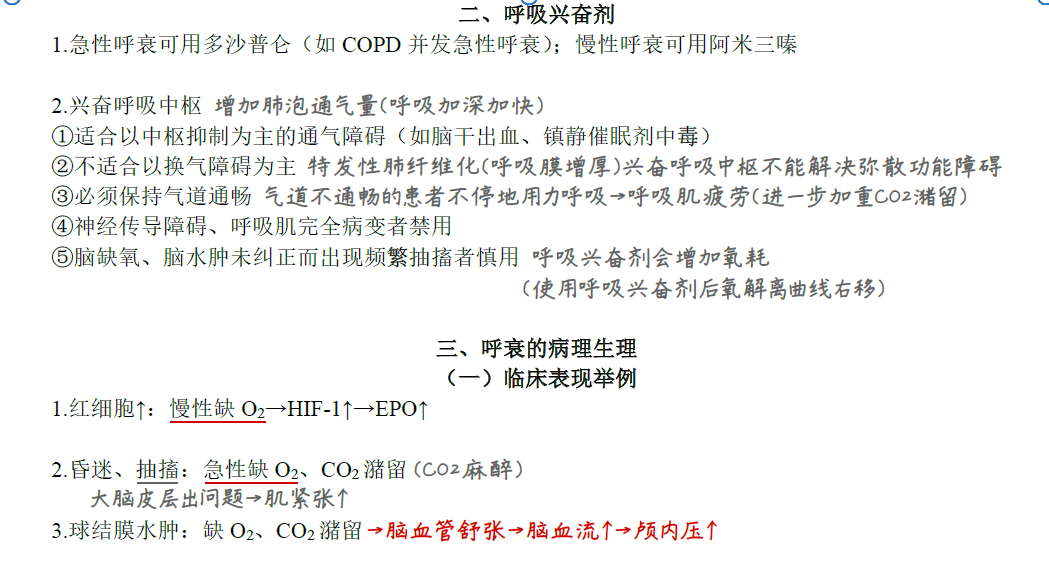 二、呼吸兴奋剂
1.急性呼衰可用多沙普仑（如 COPD 并发急性呼衰）；慢性呼衰可用阿米三嗪
2.兴奋呼吸中枢 增加肺泡通气量(呼吸加深加快)
①适合以中枢抑制为主的通气障碍（如脑干出血、镇静催眠剂中毒）
②不适合以换气障碍为主 特发性肺纤维化(呼吸膜增厚)兴奋呼吸中枢不能解决弥散功能障碍
③必须保持气道通畅 气道不通畅的患者不停地用力呼吸→呼吸肌疲劳(进一步加重CO2潴留)
④神经传导障碍、呼吸肌完全病变者禁用
⑤脑缺氧、脑水肿未纠正而出现频繁抽搐者慎用 呼吸兴奋剂会增加氧耗
（使用呼吸兴奋剂后氧解离曲线右移）
三、呼衰的病理生理
（一）临床表现举例
1.红细胞↑：慢性缺 O₂→HIF-1↑→EPO↑
2.昏迷、抽搐：急性缺 O₂、CO₂ 潴留 (CO2麻醉)
大脑皮层出问题→肌紧张↑
3.球结膜水肿：缺 O₂、CO₂ 潴留→脑血管舒张→脑血流↑→颅内压↑